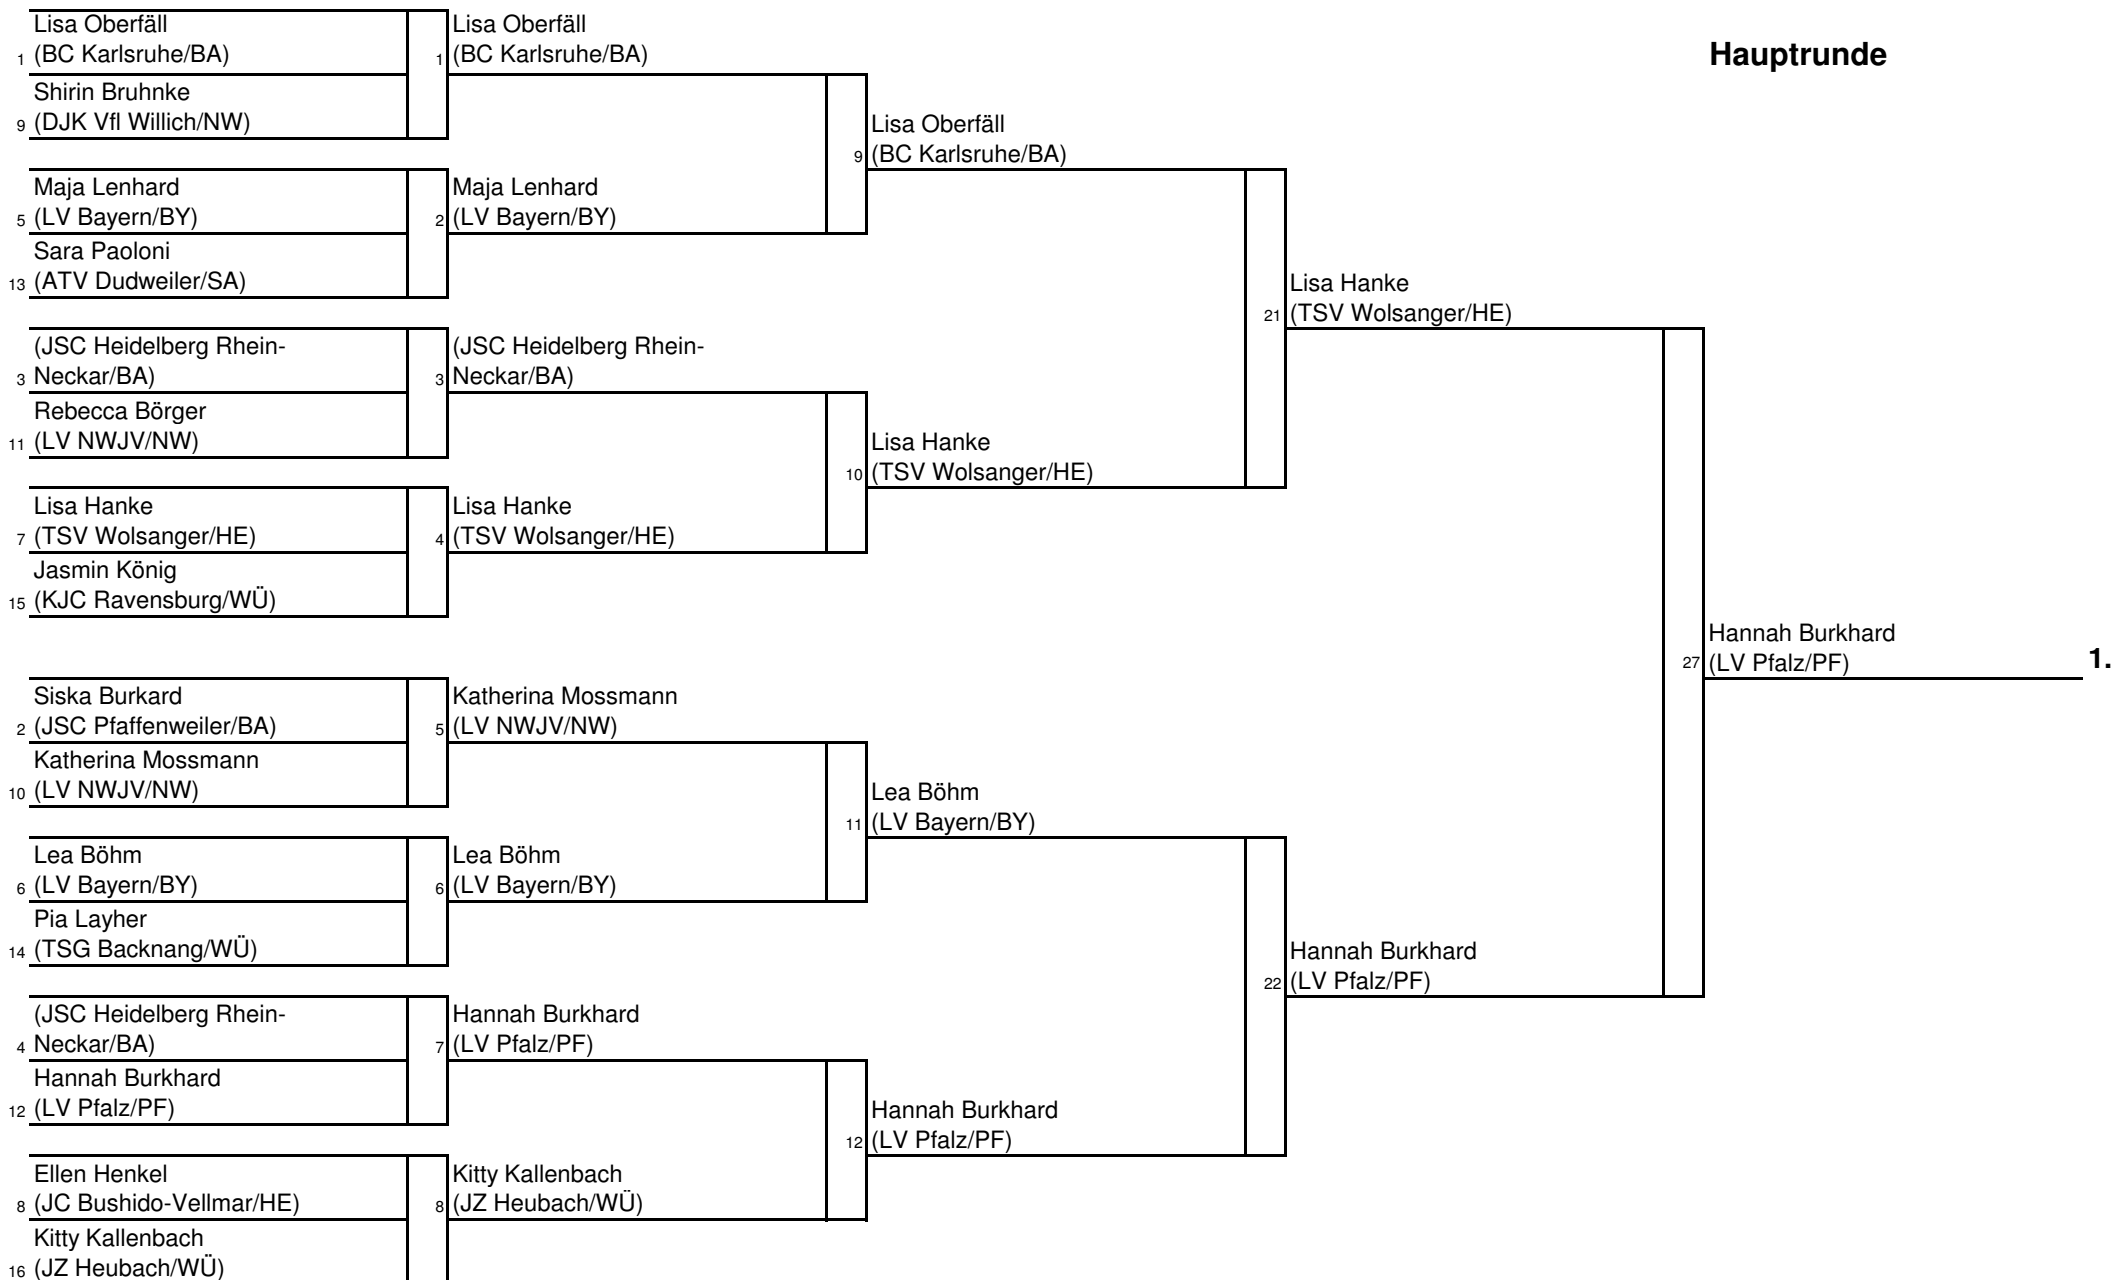 Hauptrunde
Lisa Oberfäll
1 (BC Karlsruhe/BA)
Shirin Bruhnke
9 (DJK Vfl Willich/NW)
Maja Lenhard
5 (LV Bayern/BY)
Sara Paoloni
13 (ATV Dudweiler/SA)
(JSC Heidelberg Rhein-
3 Neckar/BA)
Rebecca Börger
11 (LV NWJV/NW)
Lisa Hanke
7 (TSV Wolsanger/HE)
Jasmin König
15 (KJC Ravensburg/WÜ)
Siska Burkard
2 (JSC Pfaffenweiler/BA)
Katherina Mossmann
10 (LV NWJV/NW)
Lea Böhm
6 (LV Bayern/BY)
Pia Layher
14 (TSG Backnang/WÜ)
(JSC Heidelberg Rhein-
4 Neckar/BA)
Hannah Burkhard
12 (LV Pfalz/PF)
Ellen Henkel
8 (JC Bushido-Vellmar/HE)
Kitty Kallenbach
16 (JZ Heubach/WÜ)
Lisa Oberfäll
1 (BC Karlsruhe/BA)
Maja Lenhard
2 (LV Bayern/BY)
(JSC Heidelberg Rhein-
3 Neckar/BA)
Lisa Hanke
4 (TSV Wolsanger/HE)
Katherina Mossmann
5 (LV NWJV/NW)
Lea Böhm
6 (LV Bayern/BY)
Hannah Burkhard
7 (LV Pfalz/PF)
Kitty Kallenbach
8 (JZ Heubach/WÜ)
Lisa Oberfäll
9 (BC Karlsruhe/BA)
Lisa Hanke
10 (TSV Wolsanger/HE)
Lea Böhm
11 (LV Bayern/BY)
Hannah Burkhard
12 (LV Pfalz/PF)
Lisa Hanke
21 (TSV Wolsanger/HE)
Hannah Burkhard
22 (LV Pfalz/PF)
Hannah Burkhard
27 (LV Pfalz/PF) 1.